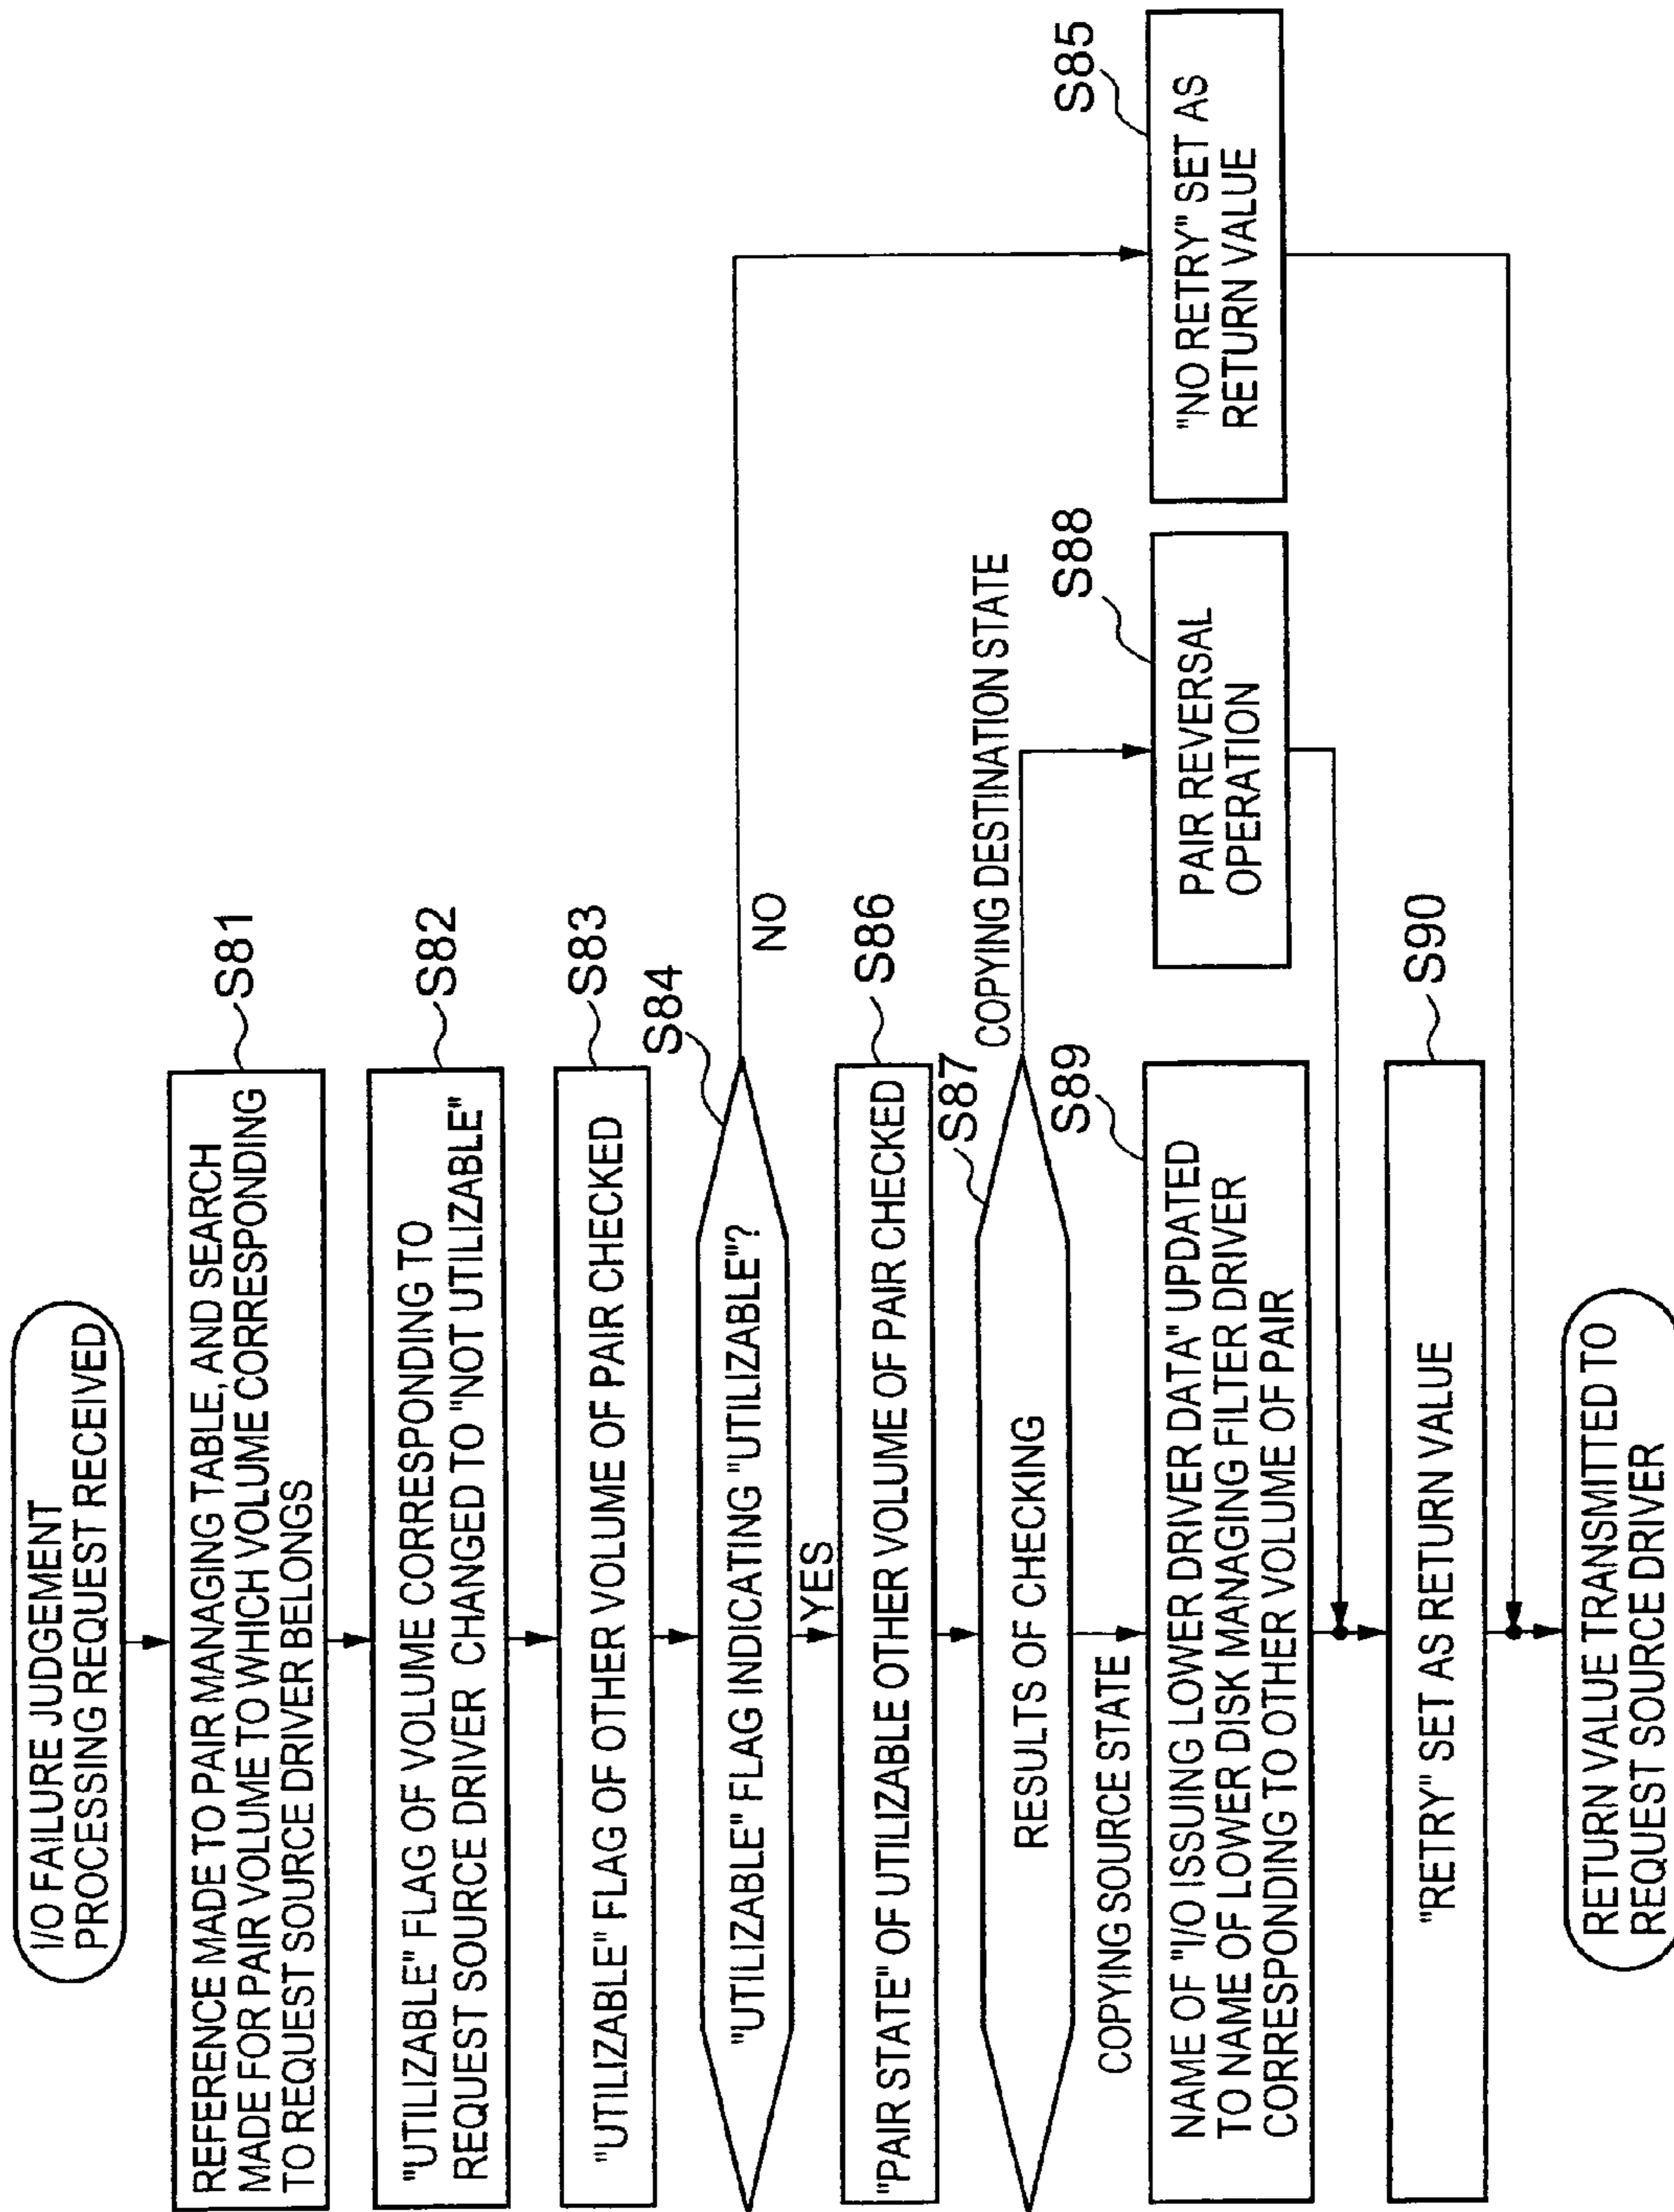 I/O FAILURE JUDGEMENT
PROCESSING REQUEST RECEIVED
S81
REFERENCE MADE TO PAIR MANAGING TABLE, AND SEARCH
MADE FOR PAIR VOLUME TO WHICH VOLUME CORRESPONDING
TO REQUEST SOURCE DRIVER BELONGS
S82
"UTILIZABLE" FLAG OF VOLUME CORRESPONDING TO
REQUEST SOURCE DRIVER CHANGED TO "NOT UTILIZABLE"
S83
"UTILIZABLE" FLAG OF OTHER VOLUME OF PAIR CHECKED
S84
"UTILIZABLE" FLAG INDICATING "UTILIZABLE"?
NO
YES
S86
"PAIR STATE" OF UTILIZABLE OTHER VOLUME OF PAIR CHECKED
S87
RESULTS OF CHECKING
COPYING DESTINATION STATE
COPYING SOURCE STATE
S89
NAME OF "I/O ISSUING LOWER DRIVER DATA" UPDATED
TO NAME OF LOWER DISK MANAGING FILTER DRIVER
CORRESPONDING TO OTHER VOLUME OF PAIR
S88
PAIR REVERSAL
OPERATION
S85
"NO RETRY" SET AS
RETURN VALUE
S90
"RETRY" SET AS RETURN VALUE
RETURN VALUE TRANSMITTED TO
REQUEST SOURCE DRIVER